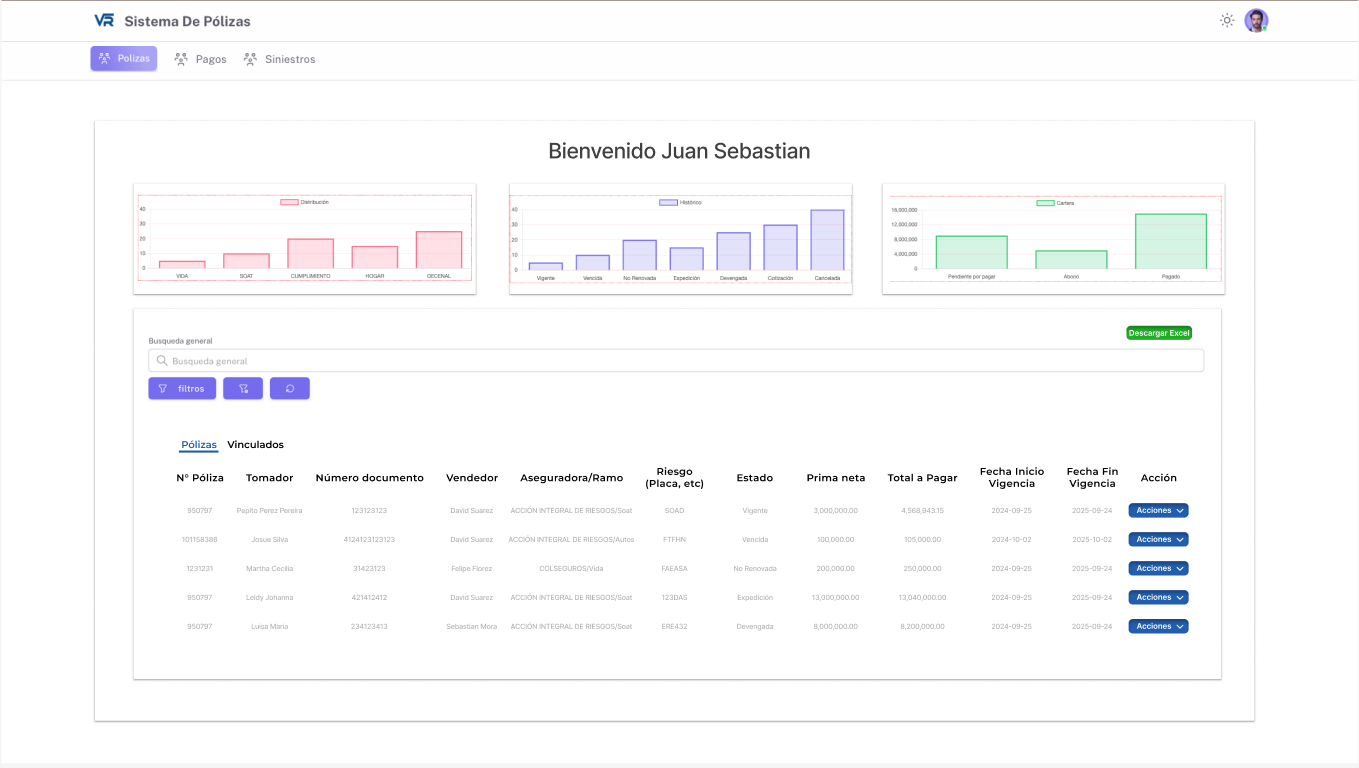 VR Sistema De Pólizas
Polizas Pagos Siniestros
Bienvenido Juan Sebastian
Distribución
40
30
20
10
0
VIDA SOAT CUMPLIMIENTO HOGAR DECENAL
Histórico
40
30
20
10
0
Vigente Vencida No Renovada Expedición Devengada Cotización Cancelada
Cartera
16,000,000
12,000,000
8,000,000
4,000,000
0
Pendiente por pagar Abono Pagado
Descargar Excel
Busqueda general
Busqueda general
filtros
Pólizas Vinculados
N° Póliza Tomador Número documento Vendedor Aseguradora/Ramo Riesgo (Placa, etc) Estado Prima neta Total a Pagar Fecha Inicio Vigencia Fecha Fin Vigencia Acción
950797 Pepito Perez Pereira 123123123 David Suarez ACCIÓN INTEGRAL DE RIESGOS/Soat SOAD Vigente 3,000,000.00 4,568,943.15 2024-09-25 2025-09-24 Acciones
101158386 Josue Silva 4124123123123 David Suarez ACCIÓN INTEGRAL DE RIESGOS/Autos FTFHN Vencida 100,000.00 105,000.00 2024-10-02 2025-10-02 Acciones
1231231 Martha Cecilia 31423123 Felipe Florez COLSEGUROS/Vida FAEASA No Renovada 200,000.00 250,000.00 2024-09-25 2025-09-24 Acciones
950797 Leidy Johanna 421412412 David Suarez ACCIÓN INTEGRAL DE RIESGOS/Soat 123DAS Expedición 13,000,000.00 13,040,000.00 2024-09-25 2025-09-24 Acciones
950797 Luisa Maria 234123413 Sebastian Mora ACCIÓN INTEGRAL DE RIESGOS/Soat ERE432 Devengada 8,000,000.00 8,200,000.00 2024-09-25 2025-09-24 Acciones